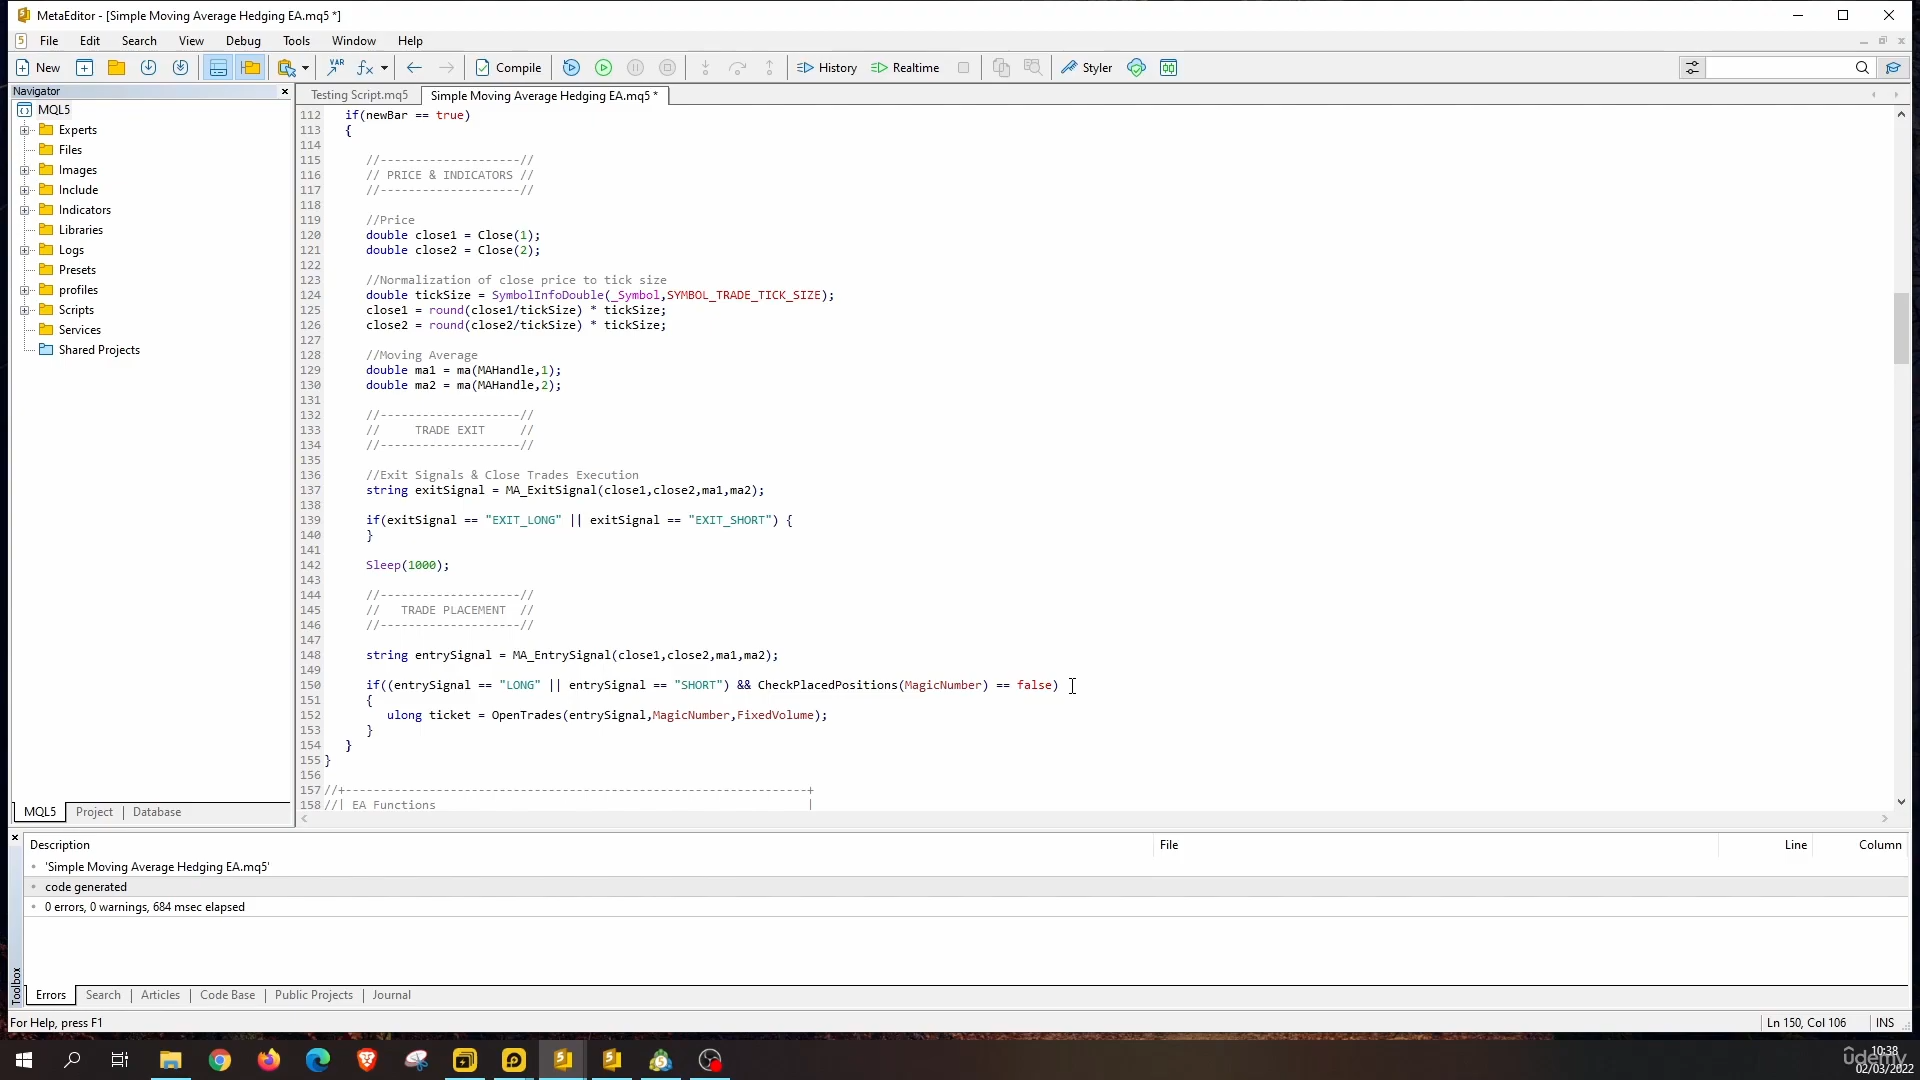 MetaEditor - [Simple Moving Average Hedging EA.mq5 *]
File Edit Search View Debug Tools Window Help
New Compile History Realtime Styler
Navigator
MQL5
Experts
Files
Images
Include
Indicators
Libraries
Logs
Presets
profiles
Scripts
Services
Shared Projects
MQL5 Project Database
Testing Script.mq5 Simple Moving Average Hedging EA.mq5 *
112 if(newBar == true)
113 {
114
115 //--------------------//
116 // PRICE & INDICATORS //
117 //--------------------//
118
119 //Price
120 double close1 = Close(1);
121 double close2 = Close(2);
122
123 //Normalization of close price to tick size
124 double tickSize = SymbolInfoDouble(_Symbol,SYMBOL_TRADE_TICK_SIZE);
125 close1 = round(close1/tickSize) * tickSize;
126 close2 = round(close2/tickSize) * tickSize;
127
128 //Moving Average
129 double ma1 = ma(MAHandle,1);
130 double ma2 = ma(MAHandle,2);
131
132 //--------------------//
133 // TRADE EXIT //
134 //--------------------//
135
136 //Exit Signals & Close Trades Execution
137 string exitSignal = MA_ExitSignal(close1,close2,ma1,ma2);
138
139 if(exitSignal == "EXIT_LONG" || exitSignal == "EXIT_SHORT") {
140 }
141
142 Sleep(1000);
143
144 //--------------------//
145 // TRADE PLACEMENT //
146 //--------------------//
147
148 string entrySignal = MA_EntrySignal(close1,close2,ma1,ma2);
149
150 if((entrySignal == "LONG" || entrySignal == "SHORT") && CheckPlacedPositions(MagicNumber) == false)
151 {
152 ulong ticket = OpenTrades(entrySignal,MagicNumber,FixedVolume);
153 }
154 }
155 }
156
157 //+------------------------------------------------------------------+
158 //| EA Functions |
Toolbox
Description File Line Column
'Simple Moving Average Hedging EA.mq5'
code generated
0 errors, 0 warnings, 684 msec elapsed
Errors Search Articles Code Base Public Projects Journal
For Help, press F1 Ln 150, Col 106 INS
10:38
02/03/2022
udemy